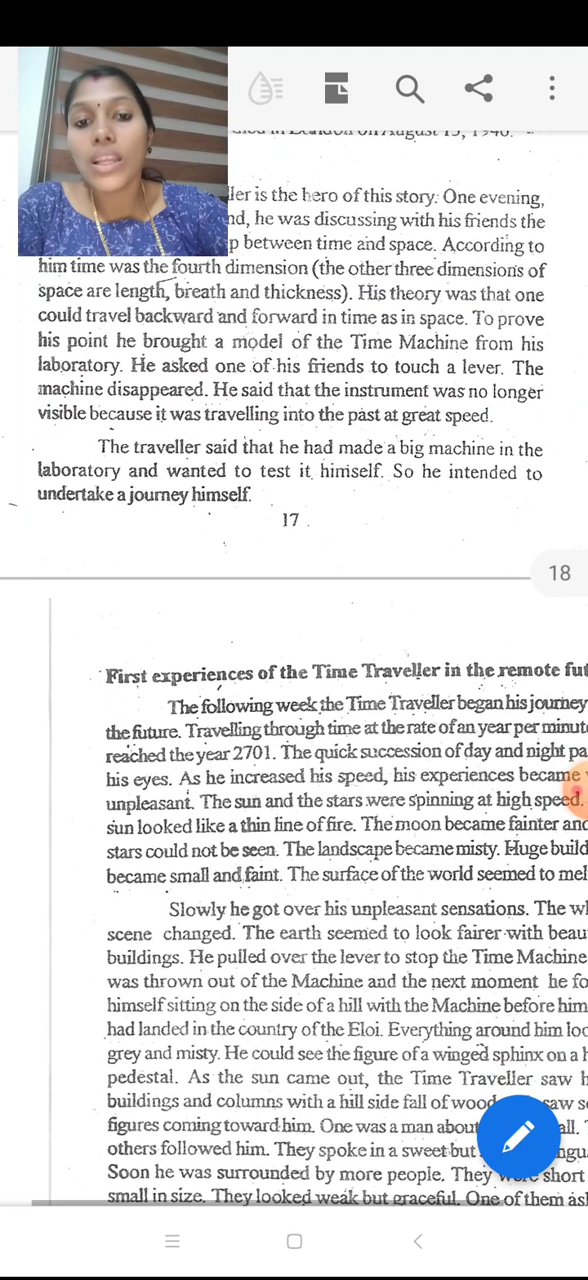 died in London on August 13, 1946.
ller is the hero of this story. One evening,
nd, he was discussing with his friends the
p between time and space. According to
him time was the fourth dimension (the other three dimensions of
space are length, breath and thickness). His theory was that one
could travel backward and forward in time as in space. To prove
his point he brought a model of the Time Machine from his
laboratory. He asked one of his friends to touch a lever. The
machine disappeared. He said that the instrument was no longer
visible because it was travelling into the past at great speed.
The traveller said that he had made a big machine in the
laboratory and wanted to test it himself. So he intended to
undertake a journey himself.
17
18
First experiences of the Time Traveller in the remote fut
The following week the Time Traveller began his journey
the future. Travelling through time at the rate of an year per minut
reached the year 2701. The quick succession of day and night pa
his eyes. As he increased his speed, his experiences became
unpleasant. The sun and the stars were spinning at high speed.
sun looked like a thin line of fire. The moon became fainter and
stars could not be seen. The landscape became misty. Huge build
became small and faint. The surface of the world seemed to mel
Slowly he got over his unpleasant sensations. The wh
scene changed. The earth seemed to look fairer with beau
buildings. He pulled over the lever to stop the Time Machine
was thrown out of the Machine and the next moment he fo
himself sitting on the side of a hill with the Machine before him
had landed in the country of the Eloi. Everything around him loo
grey and misty. He could see the figure of a winged sphinx on a
pedestal. As the sun came out, the Time Traveller saw h
buildings and columns with a hill side fall of wood saw s
figures coming toward him. One was a man about all.
others followed him. They spoke in a sweet but ngu
Soon he was surrounded by more people. They were short
small in size. They looked weak but graceful. One of them as